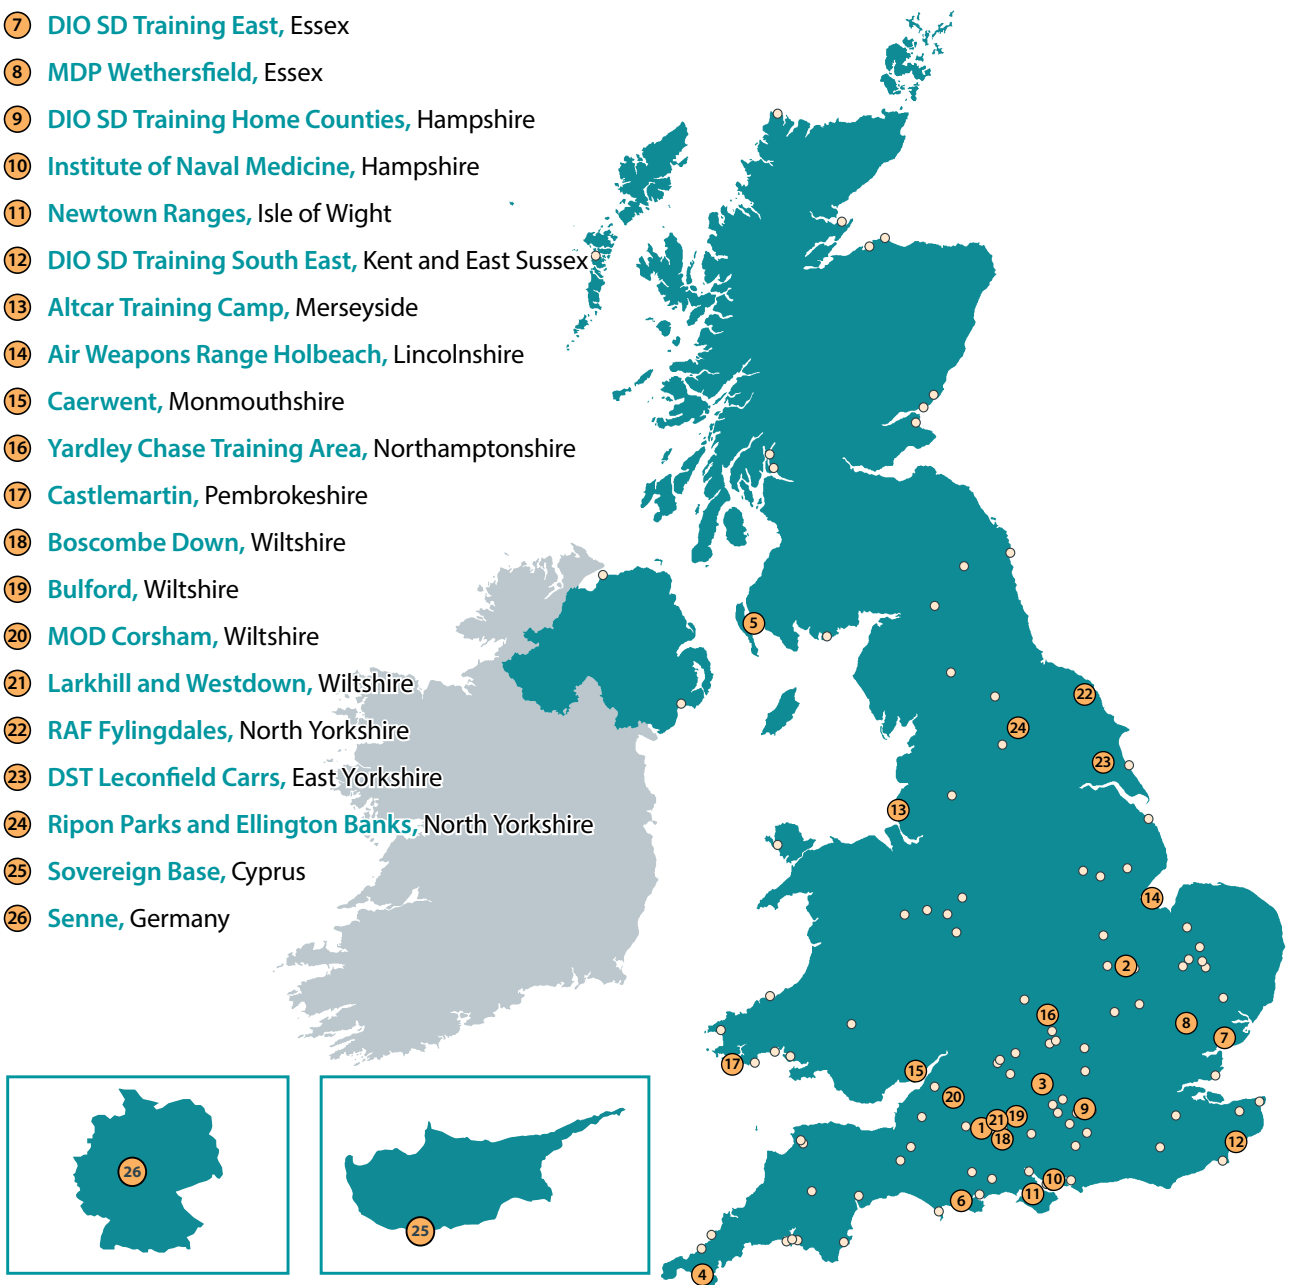 7 DIO SD Training East, Essex
8 MDP Wethersfield, Essex
9 DIO SD Training Home Counties, Hampshire
10 Institute of Naval Medicine, Hampshire
11 Newtown Ranges, Isle of Wight
12 DIO SD Training South East, Kent and East Sussex
13 Altcar Training Camp, Merseyside
14 Air Weapons Range Holbeach, Lincolnshire
15 Caerwent, Monmouthshire
16 Yardley Chase Training Area, Northamptonshire
17 Castlemartin, Pembrokeshire
18 Boscombe Down, Wiltshire
19 Bulford, Wiltshire
20 MOD Corsham, Wiltshire
21 Larkhill and Westdown, Wiltshire
22 RAF Fylingdales, North Yorkshire
23 DST Leconfield Carrs, East Yorkshire
24 Ripon Parks and Ellington Banks, North Yorkshire
25 Sovereign Base, Cyprus
26 Senne, Germany
5
22
24
23
13
14
2
16
8
7
17
15
3
20
9
19
21
1
18
12
10
11
6
4
26
25